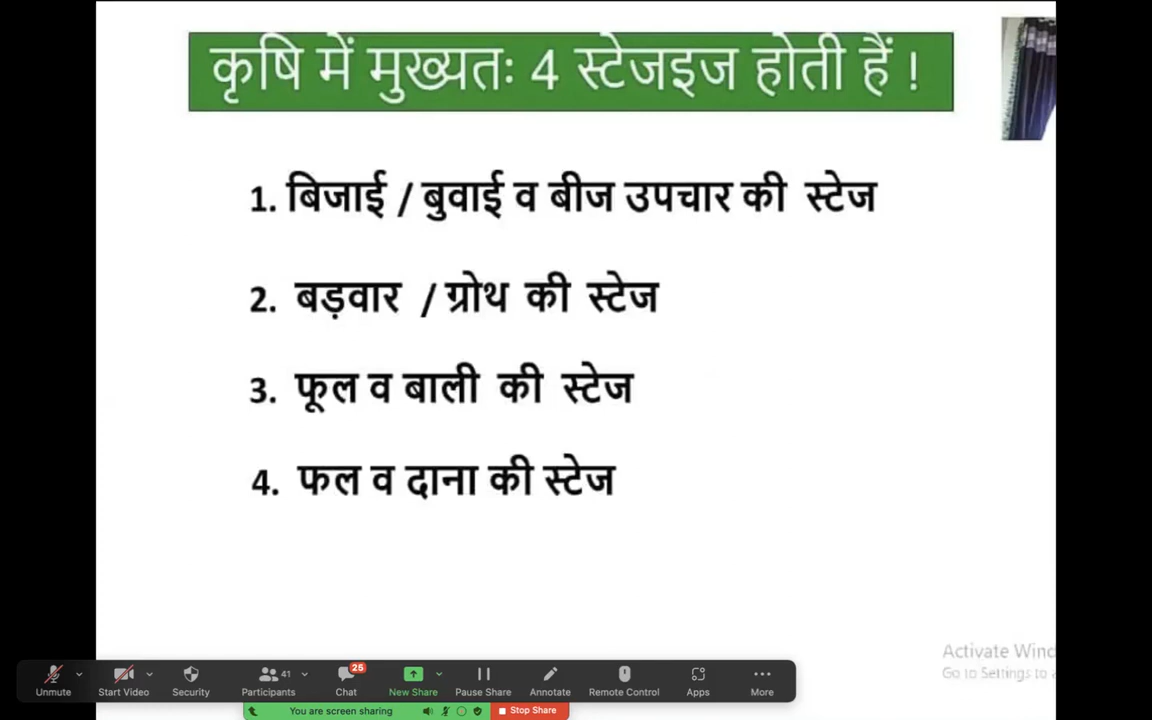 कृषि में मुख्यतः 4 स्टेजइज होती हैं !
1. बिजाई / बुवाई व बीज उपचार की स्टेज
2. बड़वार / ग्रोथ की स्टेज
3. फूल व बाली की स्टेज
4. फल व दाना की स्टेज
Activate Wind
Go to Settings to a
41
25
Unmute
Start Video
Security
Participants
Chat
New Share
Pause Share
Annotate
Remote Control
Apps
More
You are screen sharing
Stop Share